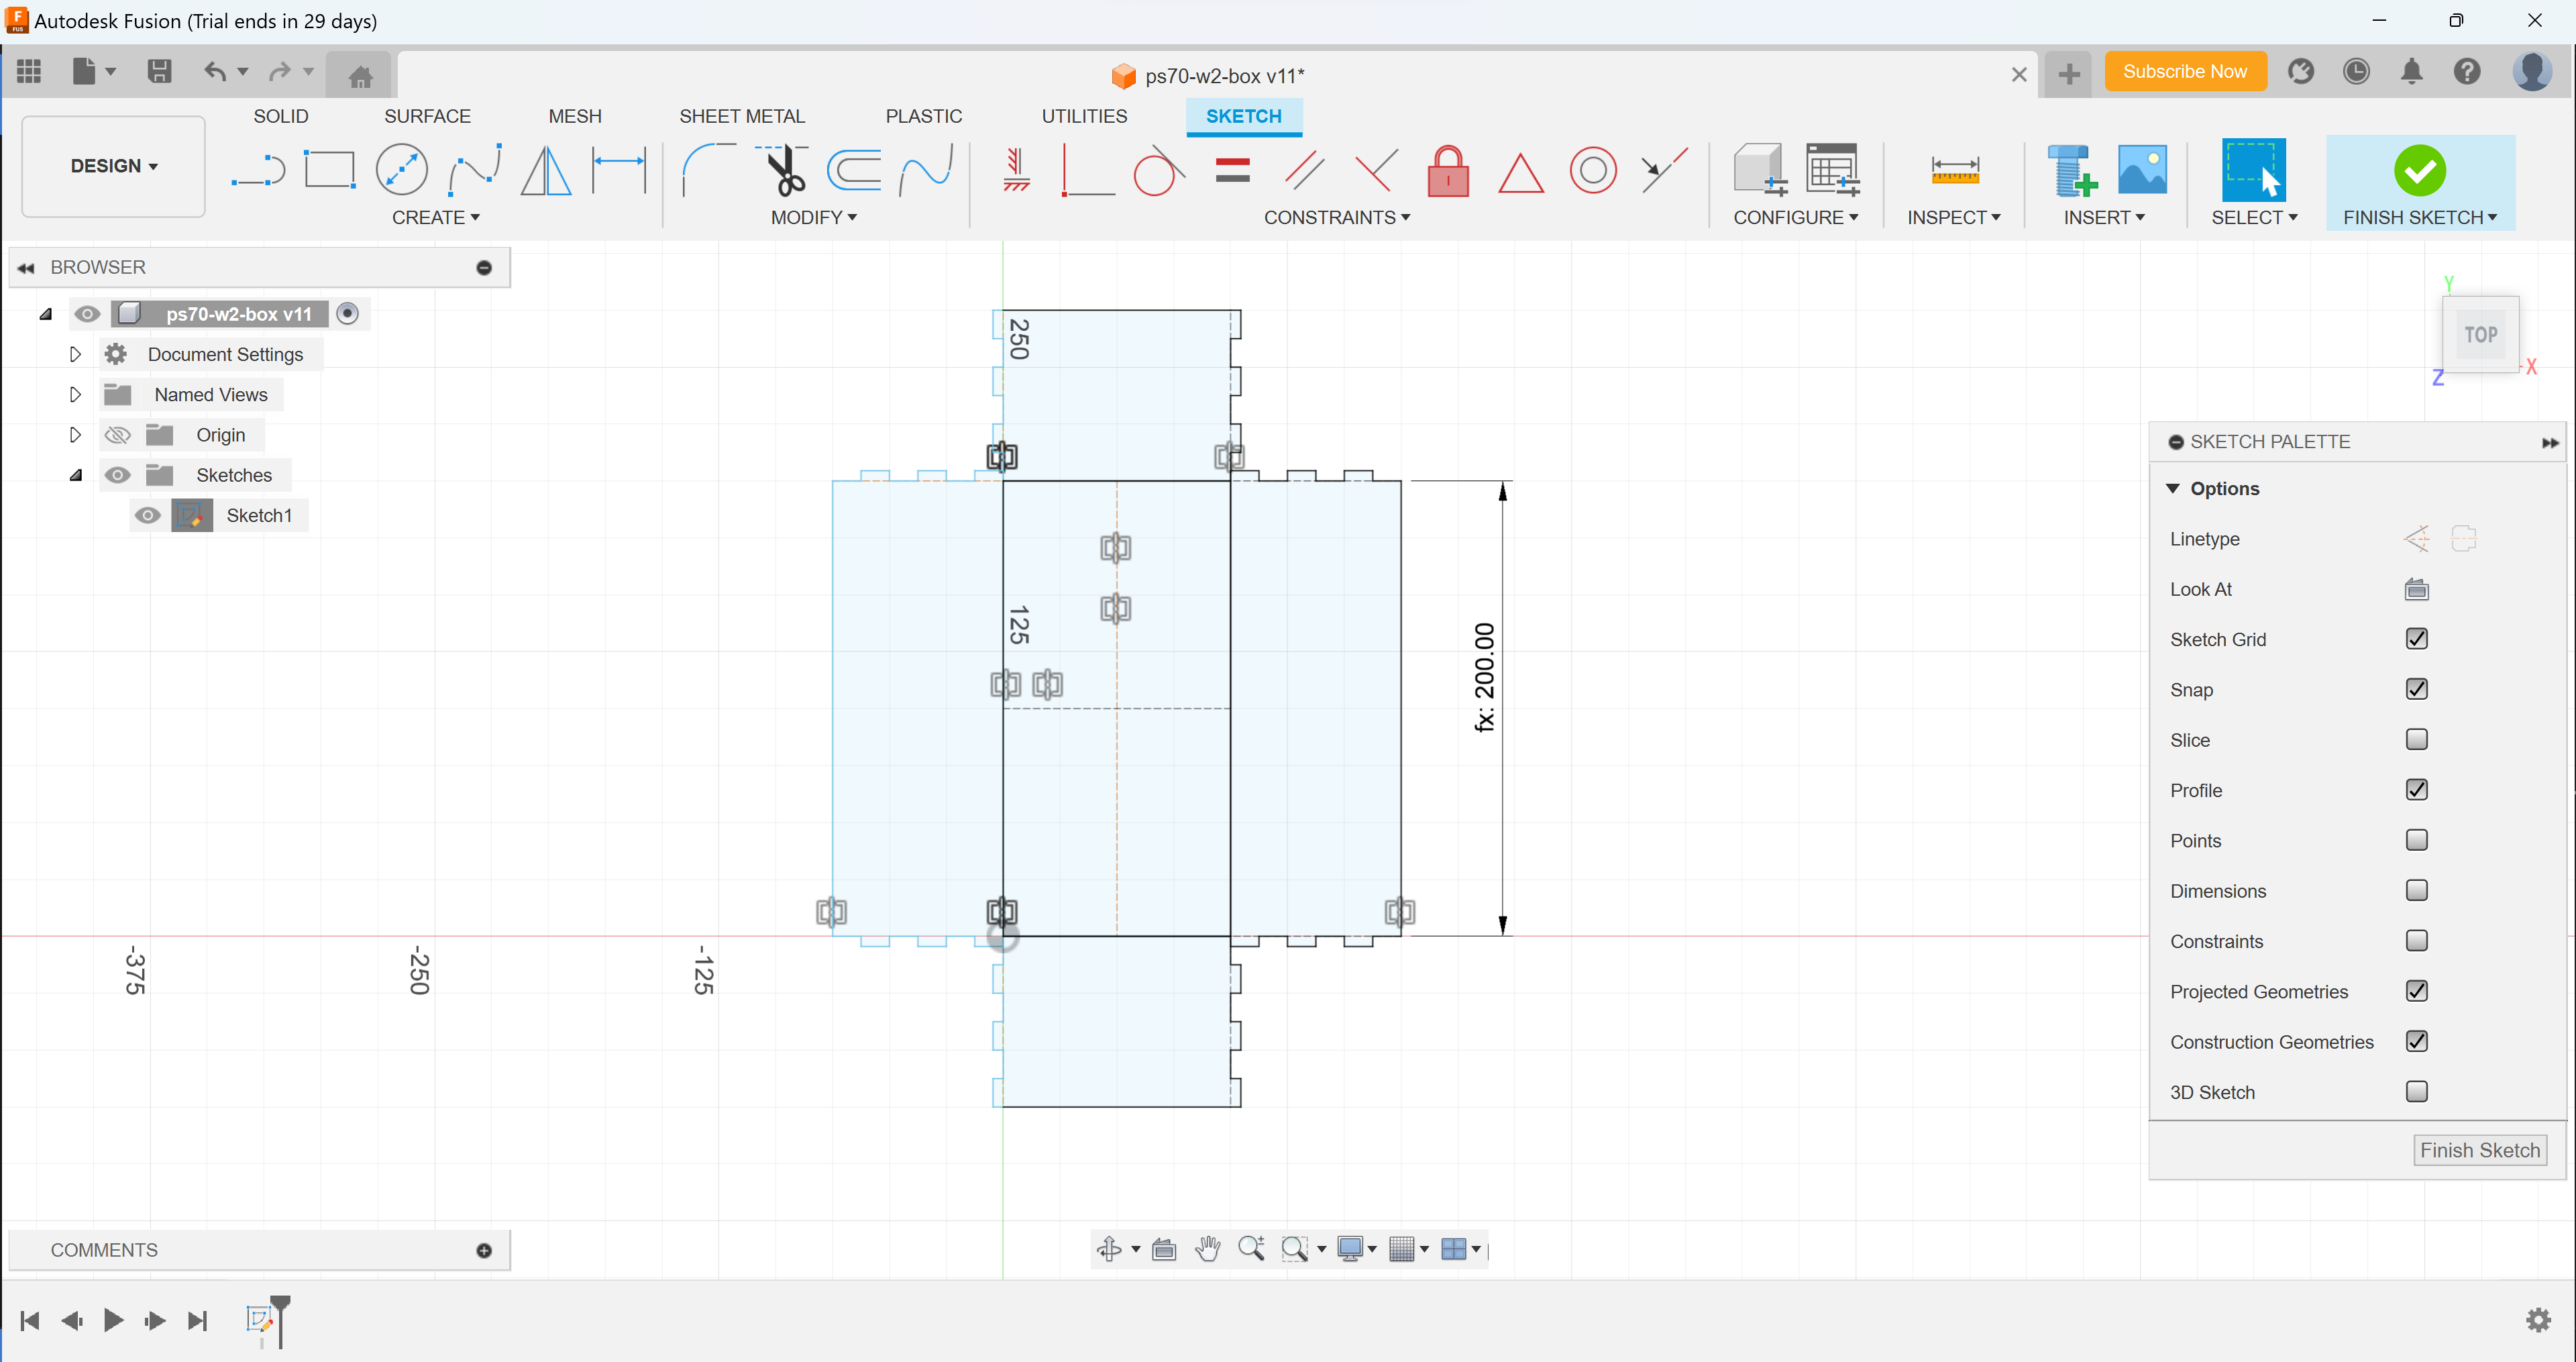 Autodesk Fusion (Trial ends in 29 days)
ps70-w2-box v11*
Subscribe Now
SOLID
SURFACE
MESH
SHEET METAL
PLASTIC
UTILITIES
SKETCH
DESIGN
CREATE
MODIFY
CONSTRAINTS
CONFIGURE
INSPECT
INSERT
SELECT
FINISH SKETCH
BROWSER
ps70-w2-box v11
Document Settings
Named Views
Origin
Sketches
Sketch1
250
125
fx: 200.00
-375
-250
-125
Y
TOP
X
Z
SKETCH PALETTE
Options
Linetype
Look At
Sketch Grid
Snap
Slice
Profile
Points
Dimensions
Constraints
Projected Geometries
Construction Geometries
3D Sketch
Finish Sketch
COMMENTS